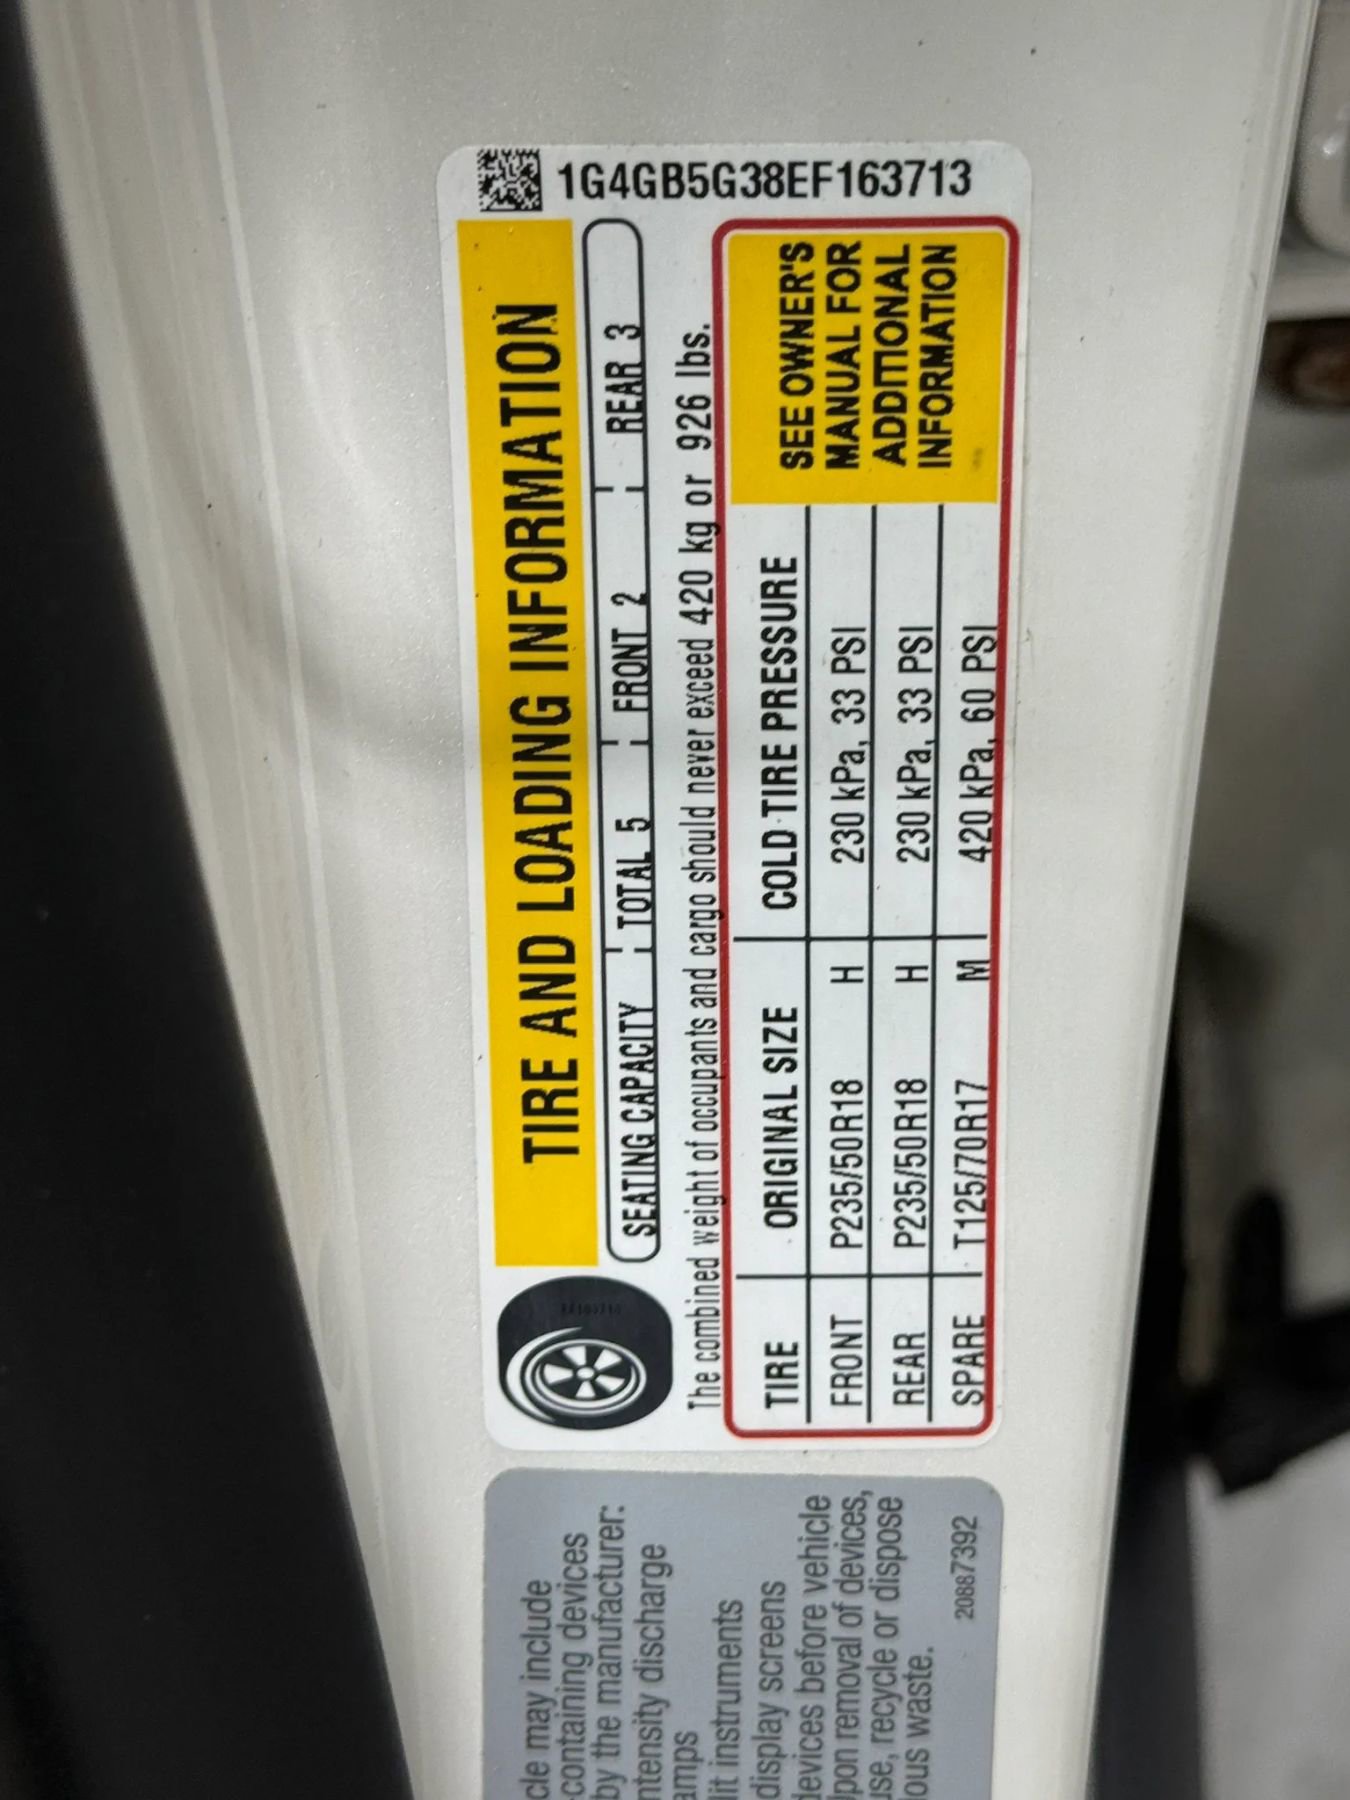 1G4GB5G38EF163713
TIRE AND LOADING INFORMATION
SEATING CAPACITY TOTAL 5 FRONT 2 REAR 3
The combined weight of occupants and cargo should never exceed 420 kg or 926 lbs.
TIRE ORIGINAL SIZE COLD TIRE PRESSURE
FRONT P235/50R18 H 230 kPa, 33 PSI
REAR P235/50R18 H 230 kPa, 33 PSI
SPARE T125/70R17 M 420 kPa, 60 PSI
SEE OWNER'S
MANUAL FOR
ADDITIONAL
INFORMATION
cle may include
-containing devices
by the manufacturer:
ntensity discharge
amps
lit instruments
display screens
devices before vehicle
Upon removal of devices,
use, recycle or dispose
ous waste.
20887392